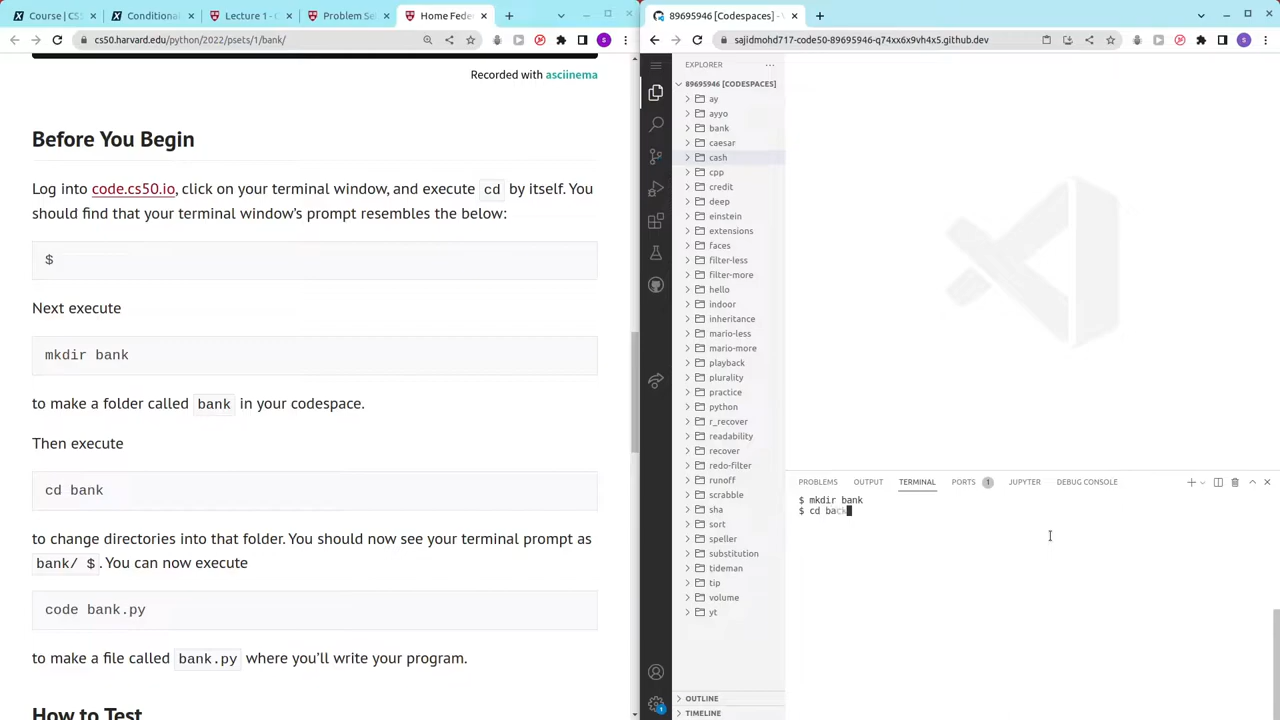 Course | CS:
Conditional
Lecture 1 - C
Problem Se
Home Fede
cs50.harvard.edu/python/2022/psets/1/bank/
Recorded with asciinema
Before You Begin
Log into code.cs50.io, click on your terminal window, and execute cd by itself. You
should find that your terminal window’s prompt resembles the below:
$
Next execute
mkdir bank
to make a folder called bank in your codespace.
Then execute
cd bank
to change directories into that folder. You should now see your terminal prompt as
bank/ $. You can now execute
code bank.py
to make a file called bank.py where you’ll write your program.
How to Test
89695946 [Codespaces] - V
sajidmohd717-code50-89695946-q74xx6x9vh4x5.github.dev
EXPLORER
89695946 [CODESPACES]
ay
ayyo
bank
caesar
cash
cpp
credit
deep
einstein
extensions
faces
filter-less
filter-more
hello
indoor
inheritance
mario-less
mario-more
playback
plurality
practice
python
r_recover
readability
recover
redo-filter
runoff
scrabble
sha
sort
speller
substitution
tideman
tip
volume
yt
OUTLINE
TIMELINE
PROBLEMS OUTPUT TERMINAL PORTS 1 JUPYTER DEBUG CONSOLE
$ mkdir bank
$ cd back